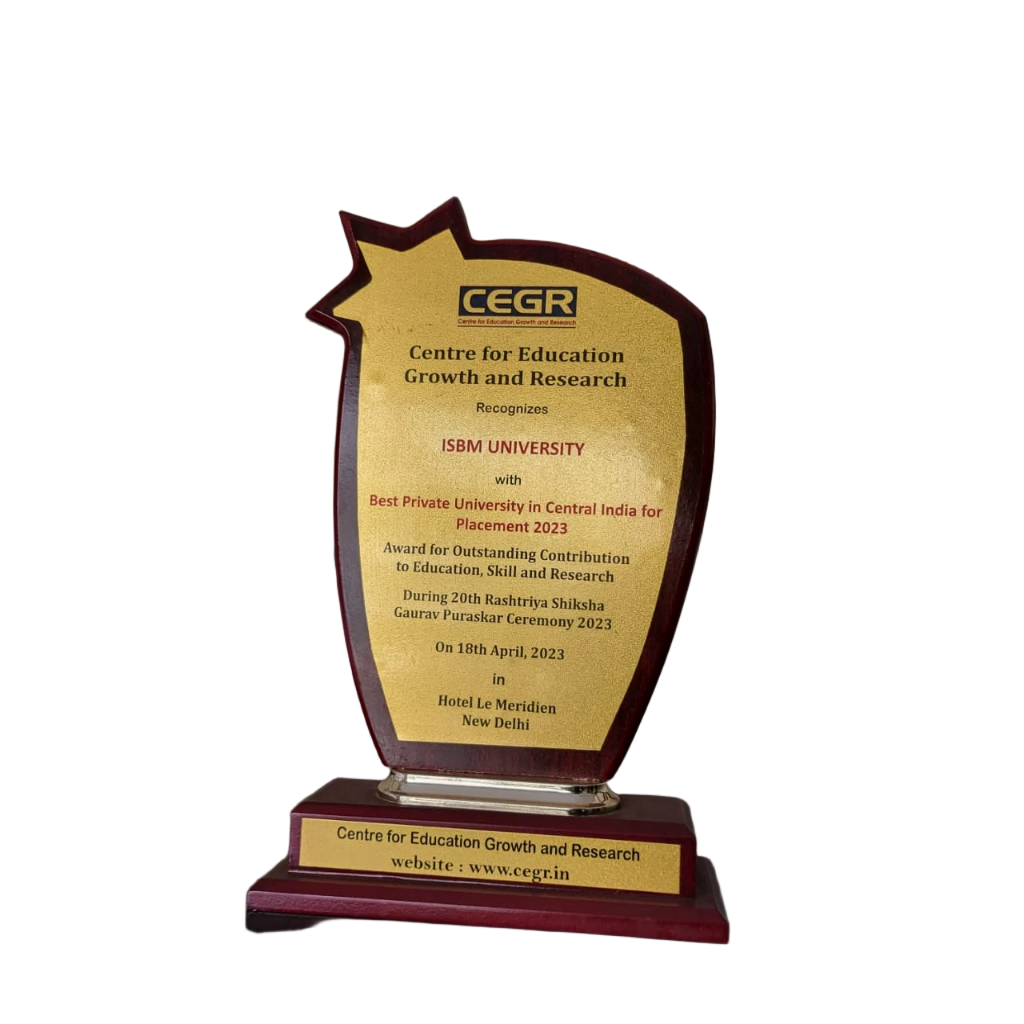 CEGR
Centre for Education Growth and Research
Centre for Education
Growth and Research
Recognizes
ISBM UNIVERSITY
with
Best Private University in Central India for
Placement 2023
Award for Outstanding Contribution
to Education, Skill and Research
During 20th Rashtriya Shiksha
Gaurav Puraskar Ceremony 2023
On 18th April, 2023
in
Hotel Le Meridien
New Delhi
Centre for Education Growth and Research
website : www.cegr.in